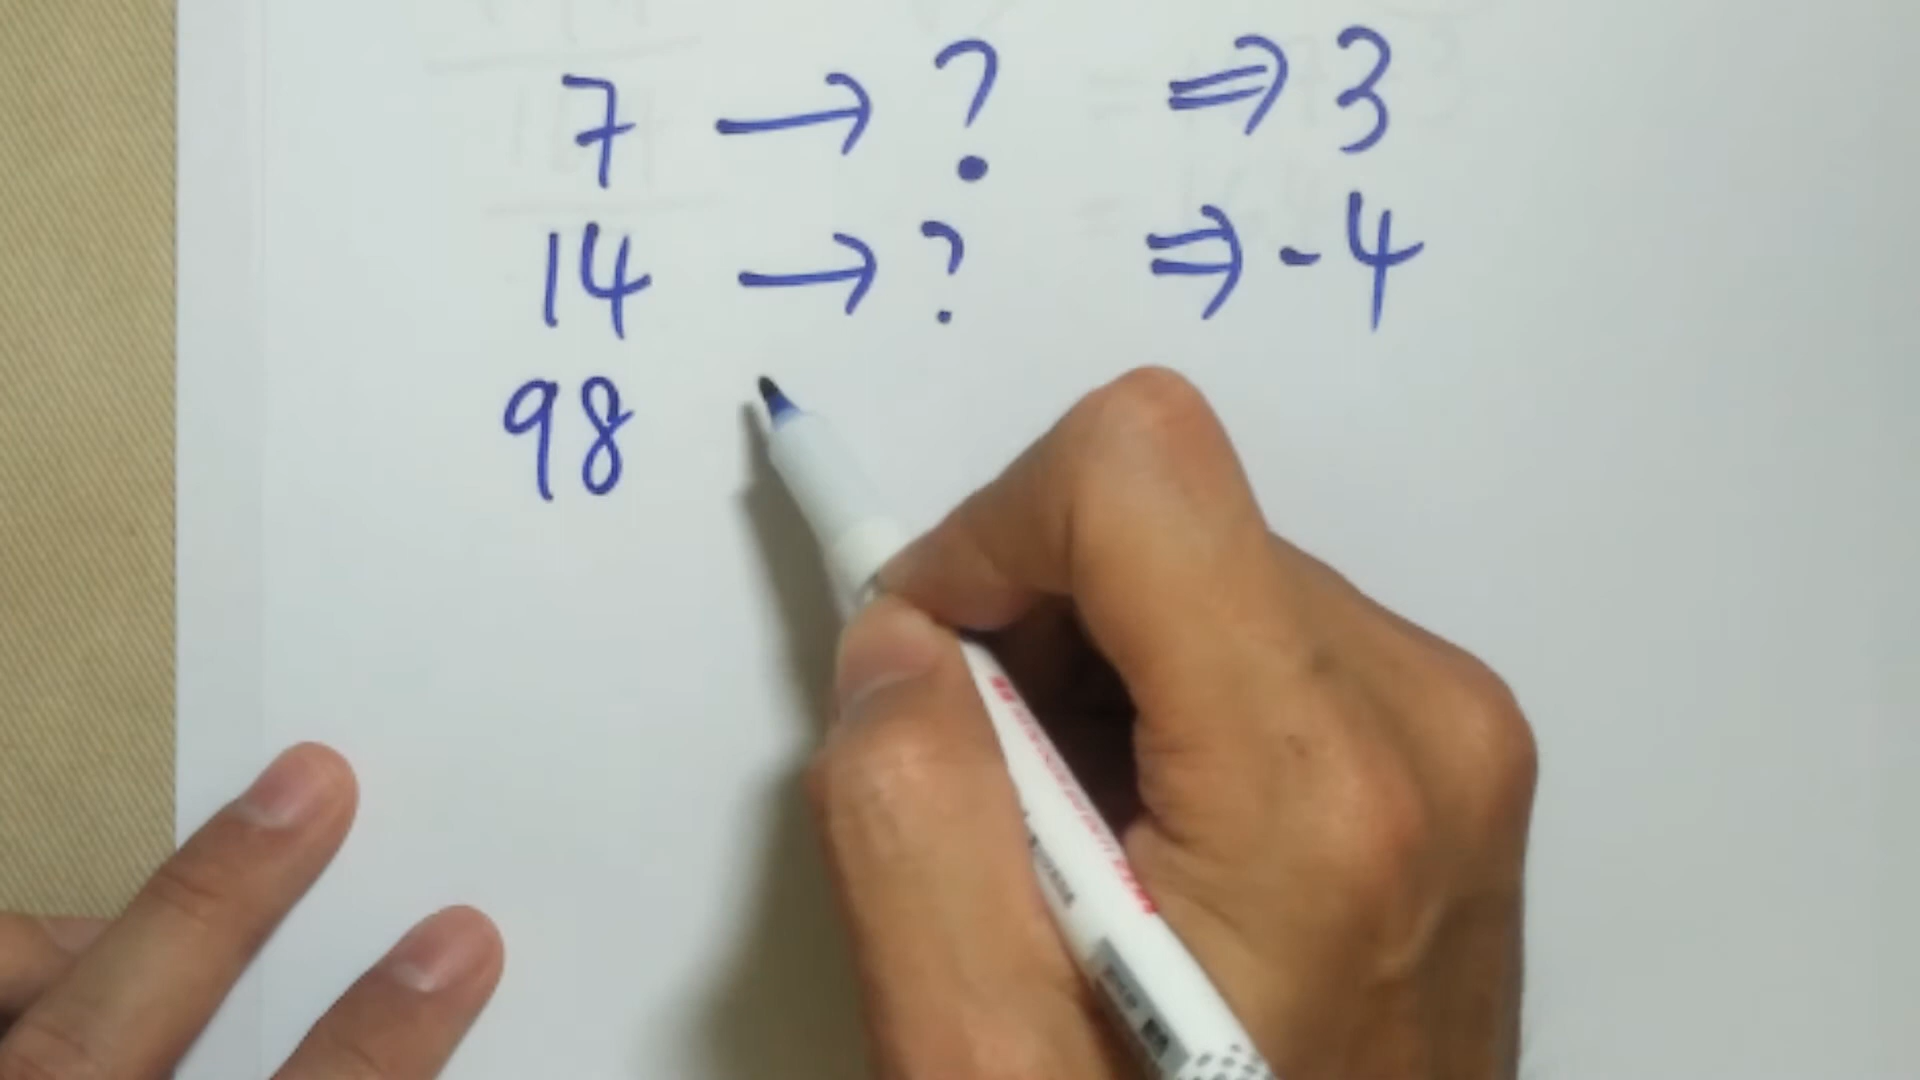 7 → ? ⇒ 3
14 → ? ⇒ -4
98